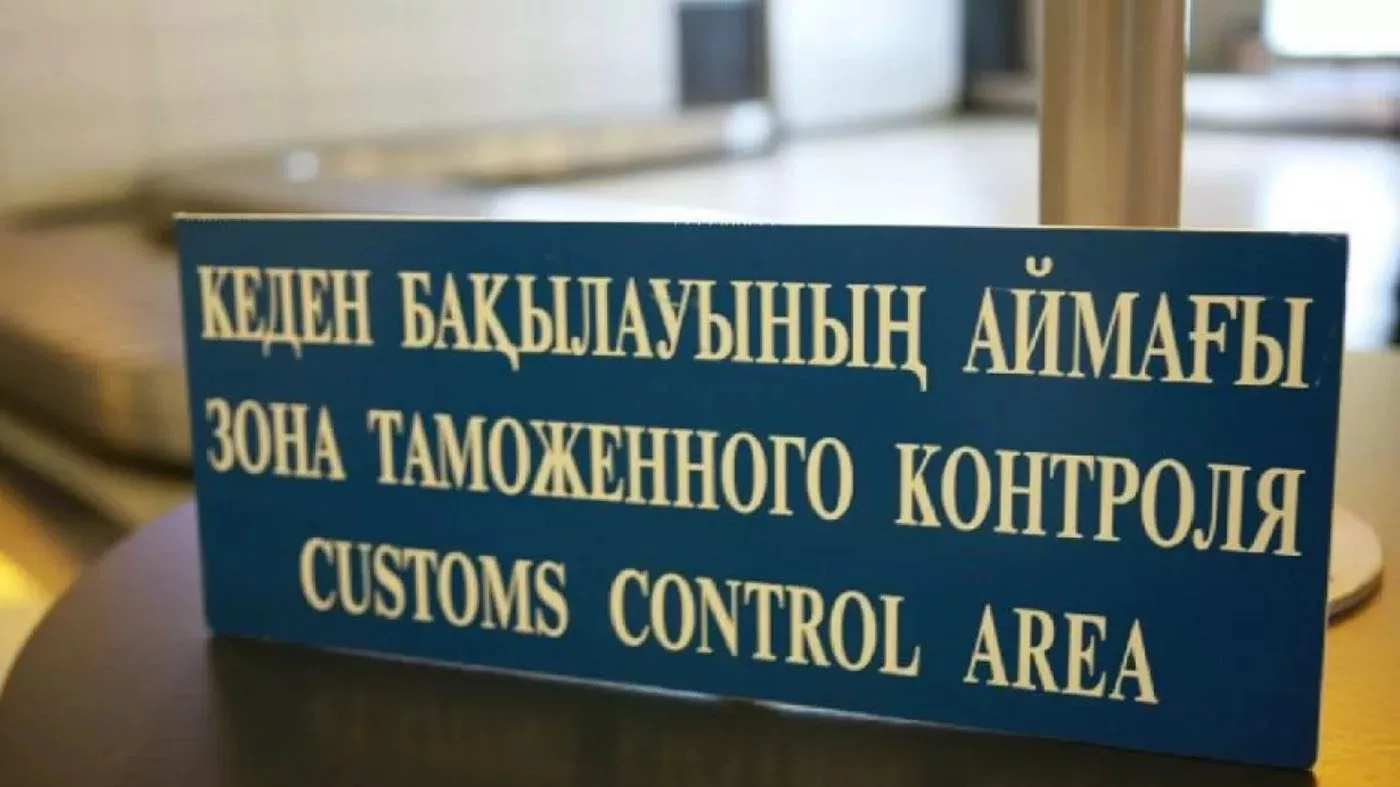 КЕДЕН БАҚЫЛАУЫНЫҢ АЙМАҒЫ
ЗОНА ТАМОЖЕННОГО КОНТРОЛЯ
CUSTOMS CONTROL AREA